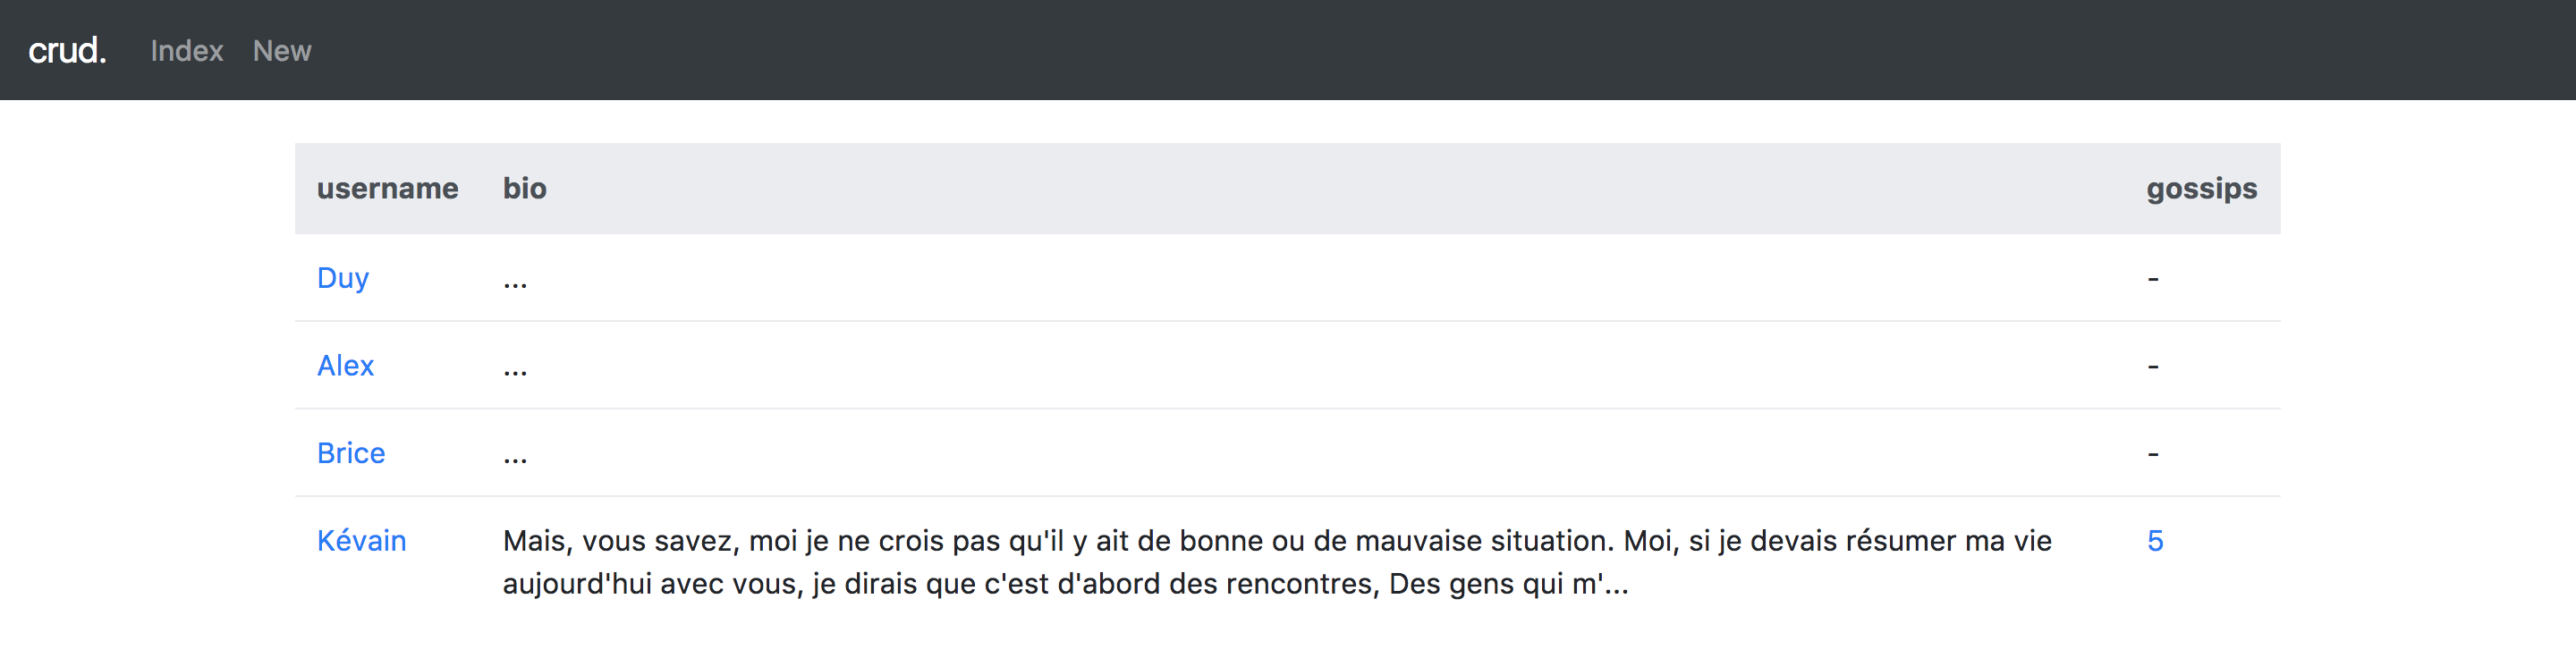 crud. Index New
username bio gossips
Duy ... -
Alex ... -
Brice ... -
Kévain Mais, vous savez, moi je ne crois pas qu'il y ait de bonne ou de mauvaise situation. Moi, si je devais résumer ma vie 5
aujourd'hui avec vous, je dirais que c'est d'abord des rencontres, Des gens qui m'...